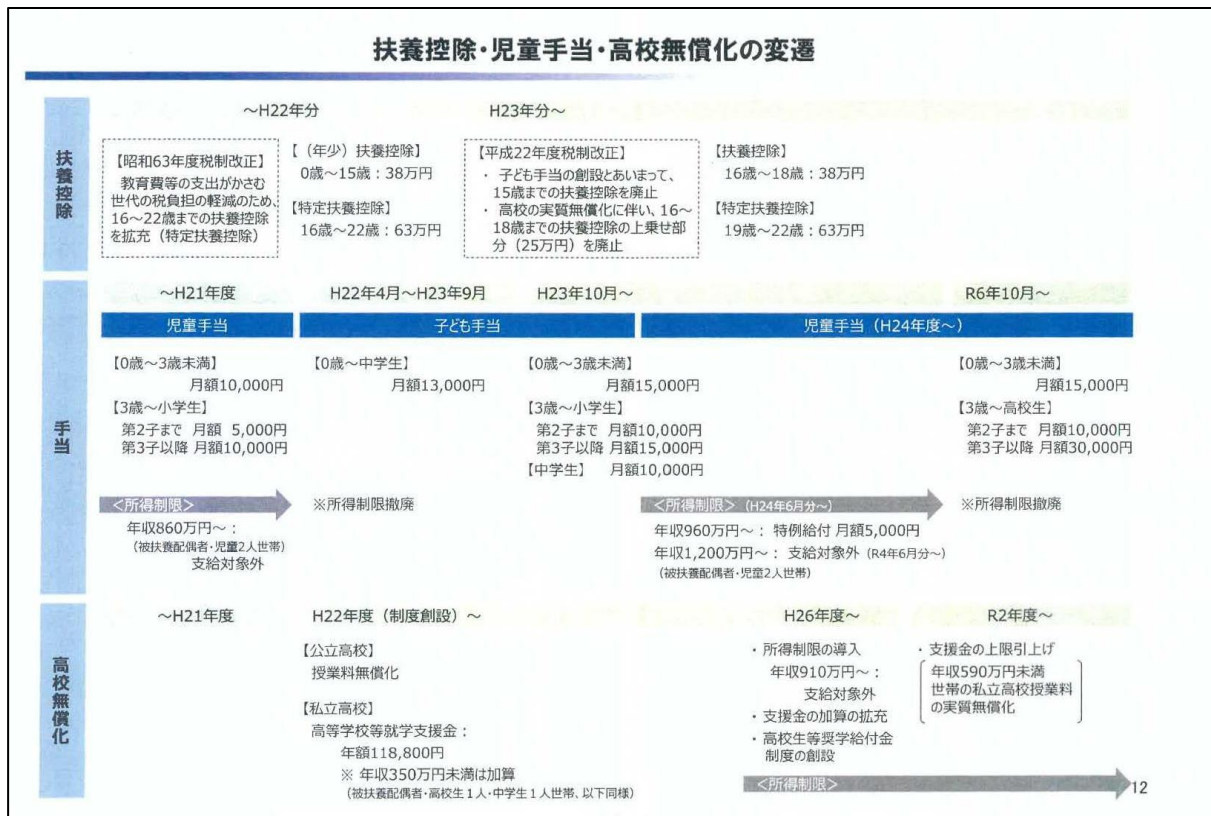 扶養控除・児童手当・高校無償化の変遷
扶養控除
～H22年分
H23年分～
【昭和63年度税制改正】
教育費等の支出がかさむ
世代の税負担の軽減のため、
16～22歳までの扶養控除
を拡充（特定扶養控除）
【（年少）扶養控除】
0歳～15歳：38万円
【特定扶養控除】
16歳～22歳：63万円
【平成22年度税制改正】
・ 子ども手当の創設とあいまって、
15歳までの扶養控除を廃止
・ 高校の実質無償化に伴い、16～
18歳までの扶養控除の上乗せ部
分（25万円）を廃止
【扶養控除】
16歳～18歳：38万円
【特定扶養控除】
19歳～22歳：63万円
手当
～H21年度
H22年4月～H23年9月
H23年10月～
R6年10月～
児童手当
子ども手当
児童手当（H24年度～）
【0歳～3歳未満】
月額10,000円
【3歳～小学生】
第2子まで 月額 5,000円
第3子以降 月額10,000円
【0歳～中学生】
月額13,000円
【0歳～3歳未満】
月額15,000円
【3歳～小学生】
第2子まで 月額10,000円
第3子以降 月額15,000円
【中学生】 月額10,000円
【0歳～3歳未満】
月額15,000円
【3歳～高校生】
第2子まで 月額10,000円
第3子以降 月額30,000円
＜所得制限＞
年収860万円～：
（被扶養配偶者・児童2人世帯）
支給対象外
※所得制限撤廃
＜所得制限＞（H24年6月分～）
年収960万円～： 特例給付 月額5,000円
年収1,200万円～： 支給対象外（R4年6月分～）
（被扶養配偶者・児童2人世帯）
※所得制限撤廃
高校無償化
～H21年度
H22年度（制度創設）～
H26年度～
R2年度～
【公立高校】
授業料無償化
【私立高校】
高等学校等就学支援金：
年額118,800円
※ 年収350万円未満は加算
（被扶養配偶者・高校生１人・中学生１人世帯、以下同様）
・ 所得制限の導入
年収910万円～：
支給対象外
・ 支援金の加算の拡充
・ 高校生等奨学給付金
制度の創設
・ 支援金の上限引上げ
年収590万円未満
世帯の私立高校授業料
の実質無償化
＜所得制限＞
12